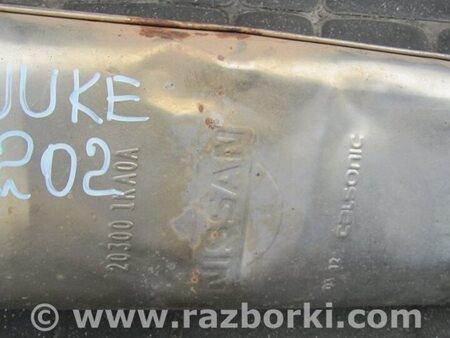 JUKE
202
20300 1KA0A
NISSAN
Calsonic
www.razborki.com